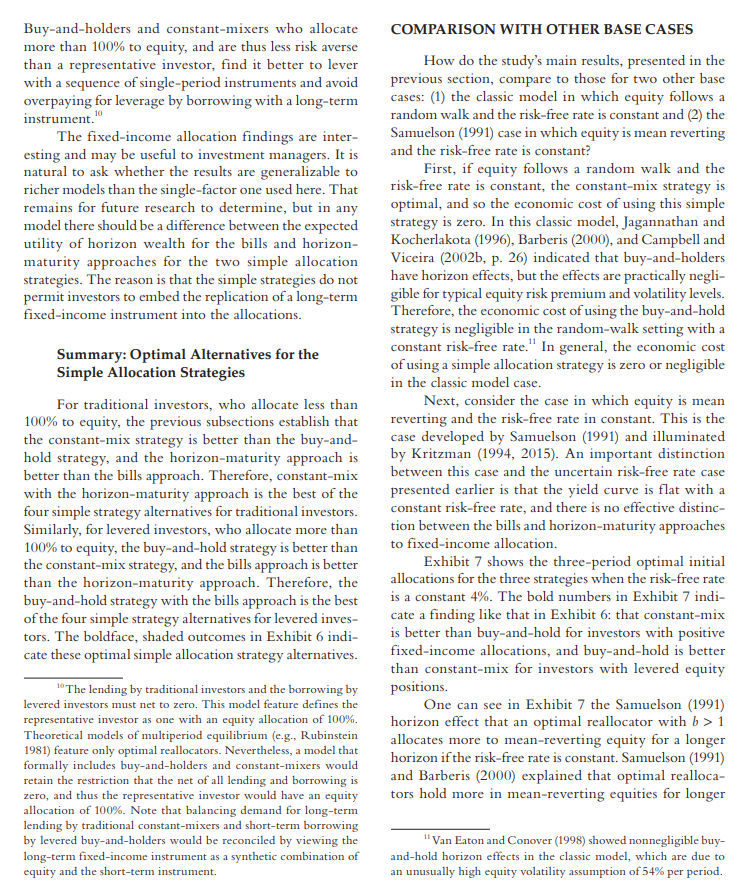 Buy-and-holders and constant-mixers who allocate
more than 100% to equity, and are thus less risk averse
than a representative investor, find it better to lever
with a sequence of single-period instruments and avoid
overpaying for leverage by borrowing with a long-term
instrument.10
The fixed-income allocation findings are inter-
esting and may be useful to investment managers. It is
natural to ask whether the results are generalizable to
richer models than the single-factor one used here. That
remains for future research to determine, but in any
model there should be a difference between the expected
utility of horizon wealth for the bills and horizon-
maturity approaches for the two simple allocation
strategies. The reason is that the simple strategies do not
permit investors to embed the replication of a long-term
fixed-income instrument into the allocations.
Summary: Optimal Alternatives for the
Simple Allocation Strategies
For traditional investors, who allocate less than
100% to equity, the previous subsections establish that
the constant-mix strategy is better than the buy-and-
hold strategy, and the horizon-maturity approach is
better than the bills approach. Therefore, constant-mix
with the horizon-maturity approach is the best of the
four simple strategy alternatives for traditional investors.
Similarly, for levered investors, who allocate more than
100% to equity, the buy-and-hold strategy is better than
the constant-mix strategy, and the bills approach is better
than the horizon-maturity approach. Therefore, the
buy-and-hold strategy with the bills approach is the best
of the four simple strategy alternatives for levered inves-
tors. The boldface, shaded outcomes in Exhibit 6 indi-
cate these optimal simple allocation strategy alternatives.
10 The lending by traditional investors and the borrowing by
levered investors must net to zero. This model feature defines the
representative investor as one with an equity allocation of 100%.
Theoretical models of multiperiod equilibrium (e.g., Rubinstein
1981) feature only optimal reallocators. Nevertheless, a model that
formally includes buy-and-holders and constant-mixers would
retain the restriction that the net of all lending and borrowing is
zero, and thus the representative investor would have an equity
allocation of 100%. Note that balancing demand for long-term
lending by traditional constant-mixers and short-term borrowing
by levered buy-and-holders would be reconciled by viewing the
long-term fixed-income instrument as a synthetic combination of
equity and the short-term instrument.
COMPARISON WITH OTHER BASE CASES
How do the study's main results, presented in the
previous section, compare to those for two other base
cases: (1) the classic model in which equity follows a
random walk and the risk-free rate is constant and (2) the
Samuelson (1991) case in which equity is mean reverting
and the risk-free rate is constant?
First, if equity follows a random walk and the
risk-free rate is constant, the constant-mix strategy is
optimal, and so the economic cost of using this simple
strategy is zero. In this classic model, Jagannathan and
Kocherlakota (1996), Barberis (2000), and Campbell and
Viceira (2002b, p. 26) indicated that buy-and-holders
have horizon effects, but the effects are practically negli-
gible for typical equity risk premium and volatility levels.
Therefore, the economic cost of using the buy-and-hold
strategy is negligible in the random-walk setting with a
constant risk-free rate.11 In general, the economic cost
of using a simple allocation strategy is zero or negligible
in the classic model case.
Next, consider the case in which equity is mean
reverting and the risk-free rate in constant. This is the
case developed by Samuelson (1991) and illuminated
by Kritzman (1994, 2015). An important distinction
between this case and the uncertain risk-free rate case
presented earlier is that the yield curve is flat with a
constant risk-free rate, and there is no effective distinc-
tion between the bills and horizon-maturity approaches
to fixed-income allocation.
Exhibit 7 shows the three-period optimal initial
allocations for the three strategies when the risk-free rate
is a constant 4%. The bold numbers in Exhibit 7 indi-
cate a finding like that in Exhibit 6: that constant-mix
is better than buy-and-hold for investors with positive
fixed-income allocations, and buy-and-hold is better
than constant-mix for investors with levered equity
positions.
One can see in Exhibit 7 the Samuelson (1991)
horizon effect that an optimal reallocator with b > 1
allocates more to mean-reverting equity for a longer
horizon if the risk-free rate is constant. Samuelson (1991)
and Barberis (2000) explained that optimal realloca-
tors hold more in mean-reverting equities for longer
11 Van Eaton and Conover (1998) showed nonnegligible buy-
and-hold horizon effects in the classic model, which are due to
an unusually high equity volatility assumption of 54% per period.